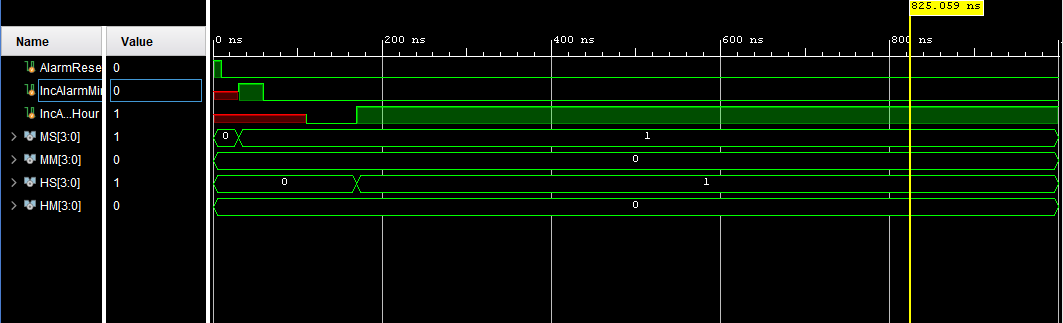 825.059 ns
Name Value
0 ns 200 ns 400 ns 600 ns 800 ns
AlarmRese 0
IncAlarmMi 0
IncA...Hour 1
MS[3:0] 1 0 1
MM[3:0] 0 0
HS[3:0] 1 0 1
HM[3:0] 0 0